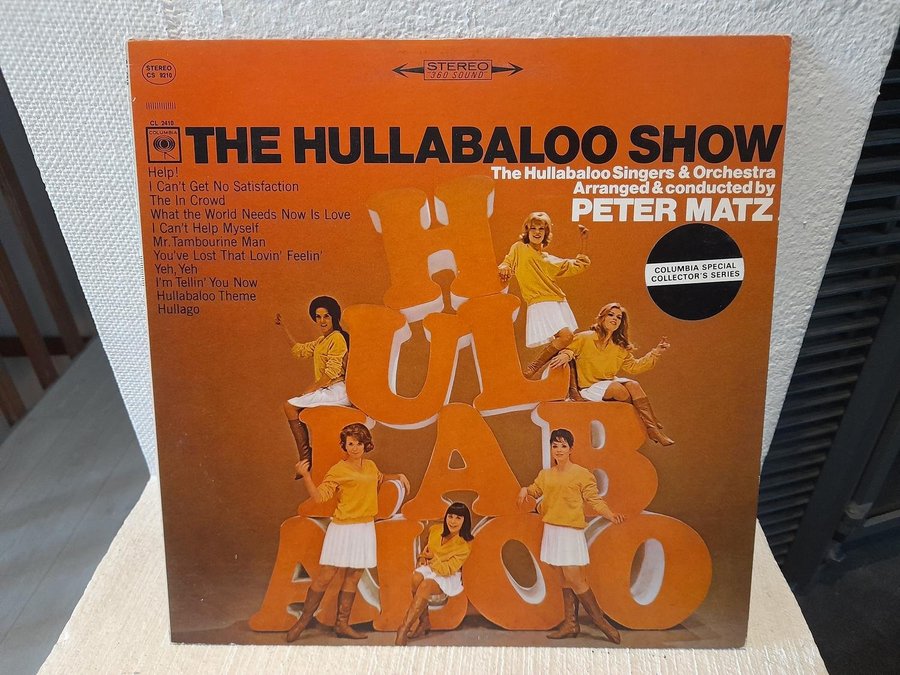 STEREO
CS 9210
STEREO
"360 SOUND"
CL 2410
COLUMBIA
THE HULLABALOO SHOW
The Hullabaloo Singers & Orchestra
Arranged & conducted by
PETER MATZ
Help!
I Can't Get No Satisfaction
The In Crowd
What the World Needs Now Is Love
I Can't Help Myself
Mr. Tambourine Man
You've Lost That Lovin' Feelin'
Yeh, Yeh
I'm Tellin' You Now
Hullabaloo Theme
Hullago
COLUMBIA SPECIAL
COLLECTOR'S SERIES
H
UL
LAB
ALOO